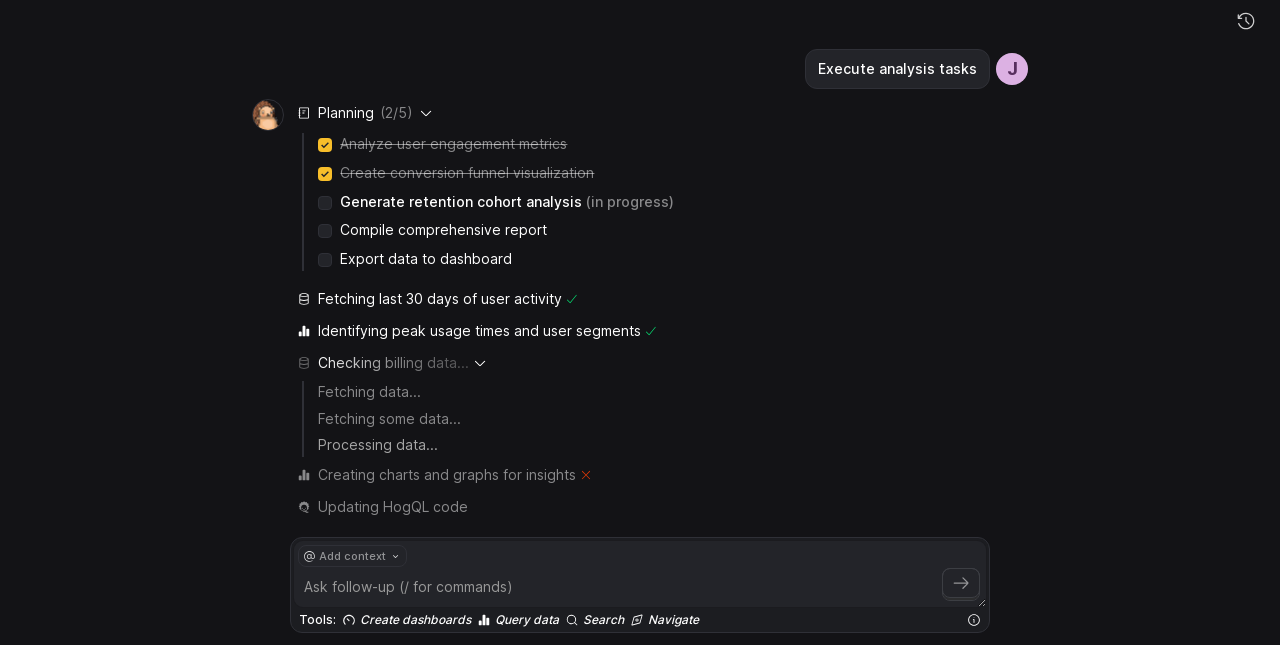 Execute analysis tasks
J
Planning (2/5)
Analyze user engagement metrics
Create conversion funnel visualization
Generate retention cohort analysis (in progress)
Compile comprehensive report
Export data to dashboard
Fetching last 30 days of user activity
Identifying peak usage times and user segments
Checking billing data...
Fetching data...
Fetching some data...
Processing data...
Creating charts and graphs for insights
Updating HogQL code
@ Add context
Ask follow-up (/ for commands)
Tools: Create dashboards Query data Search Navigate